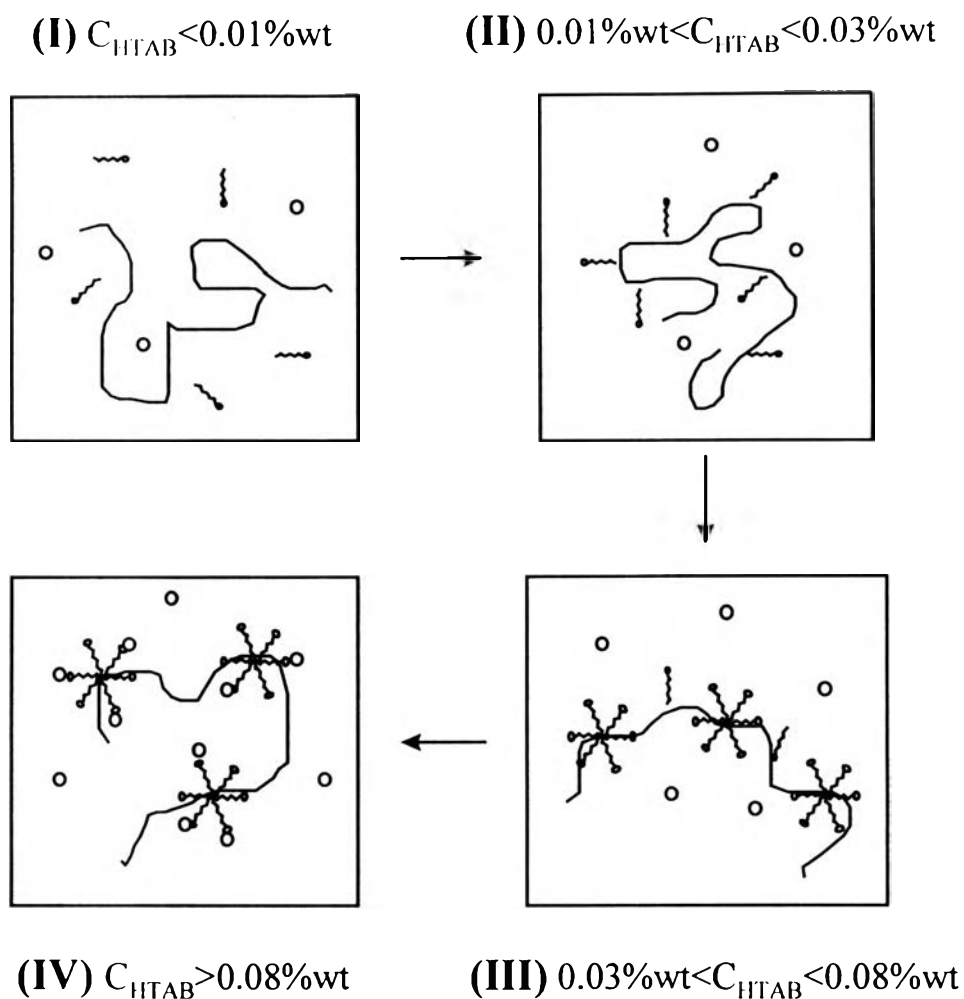 (I) C_HTAB<0.01%wt
(II) 0.01%wt<C_HTAB<0.03%wt
(IV) C_HTAB>0.08%wt
(III) 0.03%wt<C_HTAB<0.08%wt